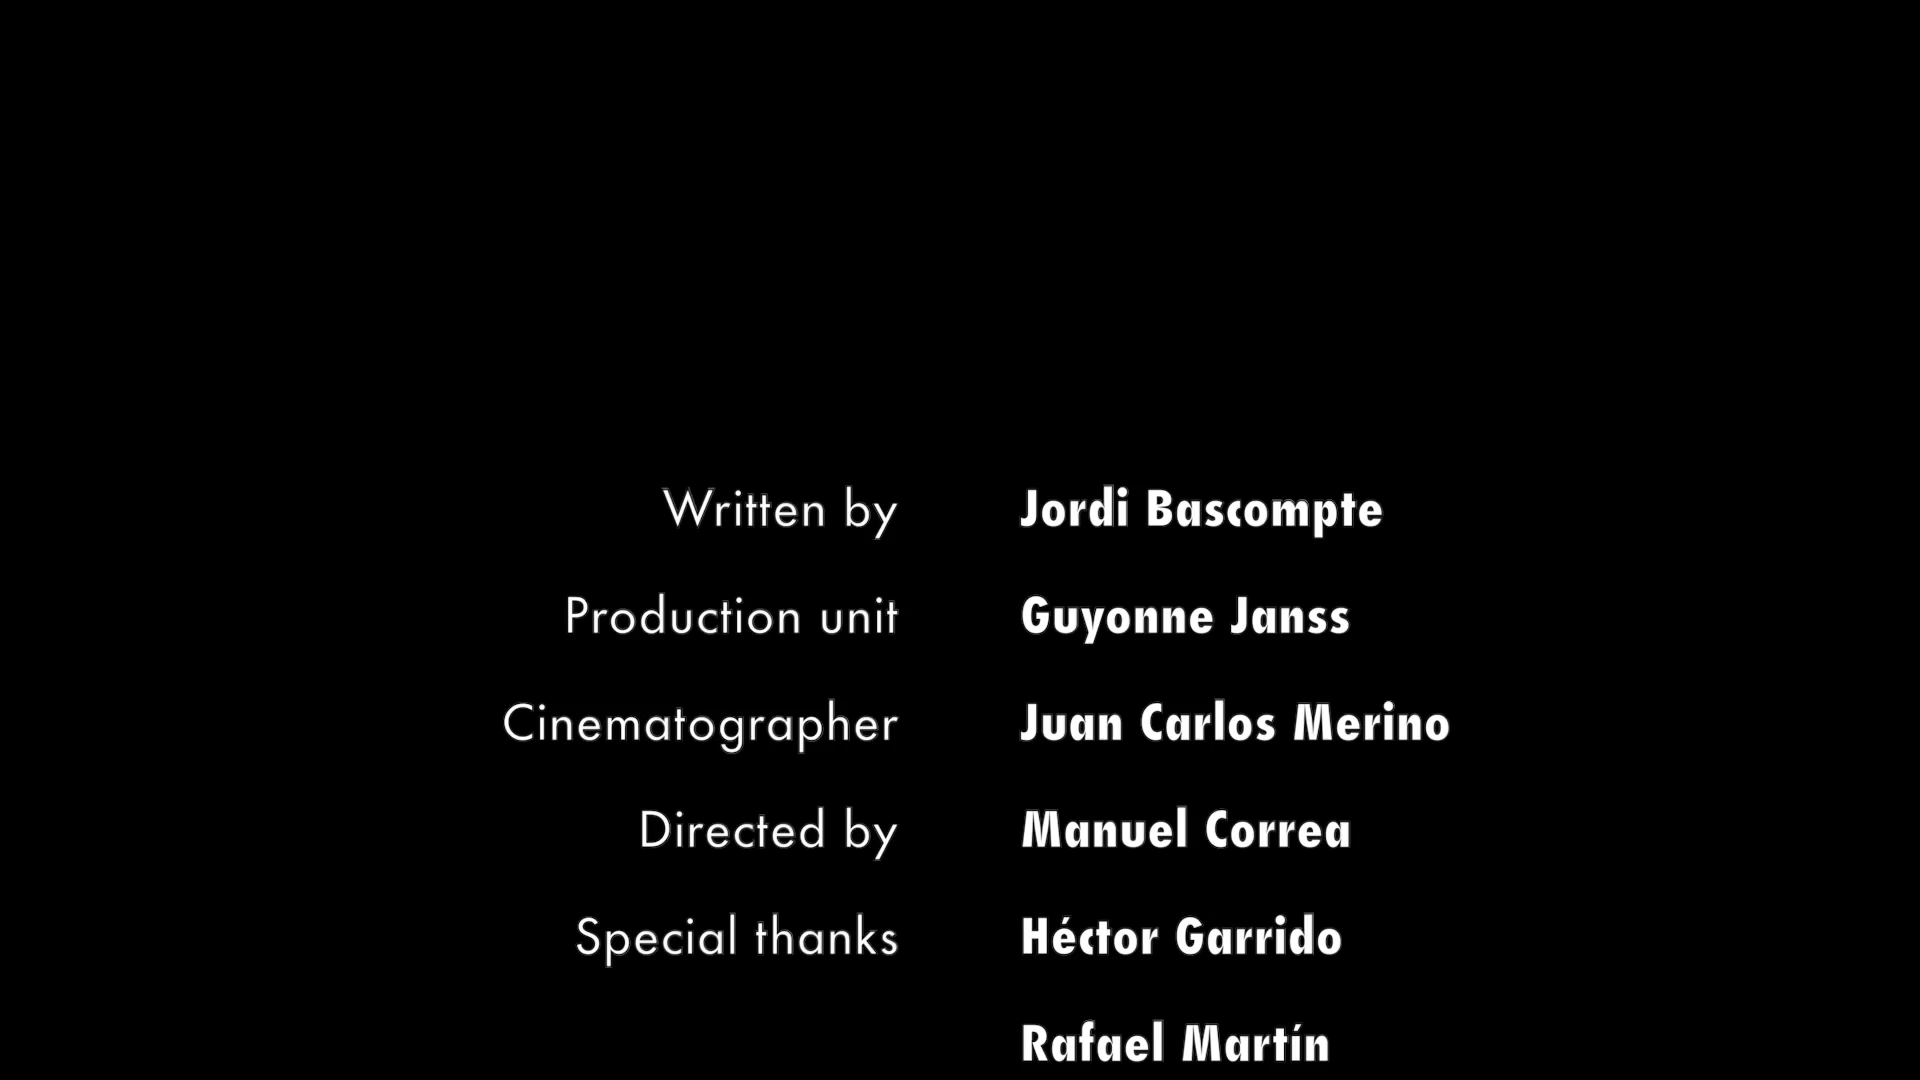 Written by Jordi Bascompte
Production unit Guyonne Janss
Cinematographer Juan Carlos Merino
Directed by Manuel Correa
Special thanks Héctor Garrido
Rafael Martín